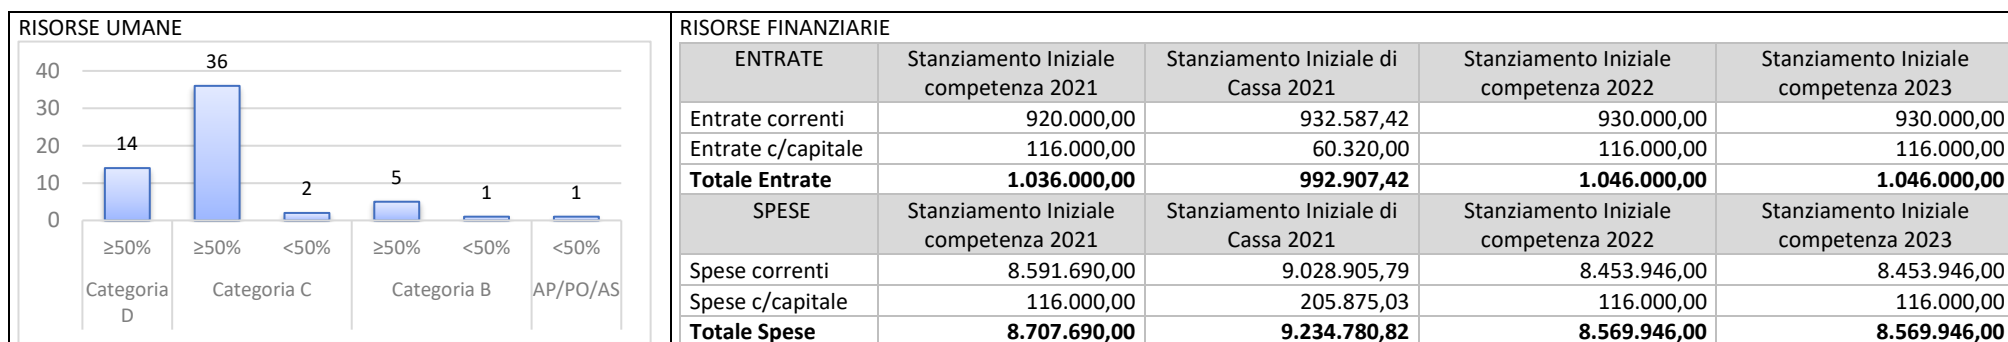 RISORSE UMANE
40
30
20
10
0
14
36
2
5
1
1
≥50%
≥50%
<50%
≥50%
<50%
<50%
Categoria
D
Categoria C
Categoria B
AP/PO/AS
RISORSE FINANZIARIE
ENTRATE Stanziamento Iniziale Stanziamento Iniziale di Stanziamento Iniziale Stanziamento Iniziale
competenza 2021 Cassa 2021 competenza 2022 competenza 2023
Entrate correnti 920.000,00 932.587,42 930.000,00 930.000,00
Entrate c/capitale 116.000,00 60.320,00 116.000,00 116.000,00
Totale Entrate 1.036.000,00 992.907,42 1.046.000,00 1.046.000,00
SPESE Stanziamento Iniziale Stanziamento Iniziale di Stanziamento Iniziale Stanziamento Iniziale
competenza 2021 Cassa 2021 competenza 2022 competenza 2023
Spese correnti 8.591.690,00 9.028.905,79 8.453.946,00 8.453.946,00
Spese c/capitale 116.000,00 205.875,03 116.000,00 116.000,00
Totale Spese 8.707.690,00 9.234.780,82 8.569.946,00 8.569.946,00